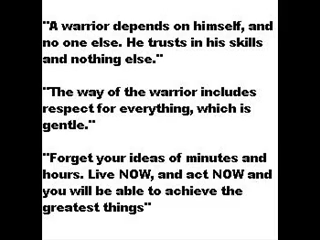 "A warrior depends on himself, and
no one else. He trusts in his skills
and nothing else."
"The way of the warrior includes
respect for everything, which is
gentle."
"Forget your ideas of minutes and
hours. Live NOW, and act NOW and
you will be able to achieve the
greatest things"